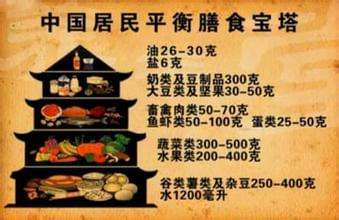 中国居民平衡膳食宝塔
油26-30克
盐6克
奶类及豆制品300克
大豆类及坚果30-50克
畜禽肉类50-70克
鱼虾类50-100克 蛋类25-50克
蔬菜类300-500克
水果类200-400克
谷类薯类及杂豆250-400克
水1200毫升